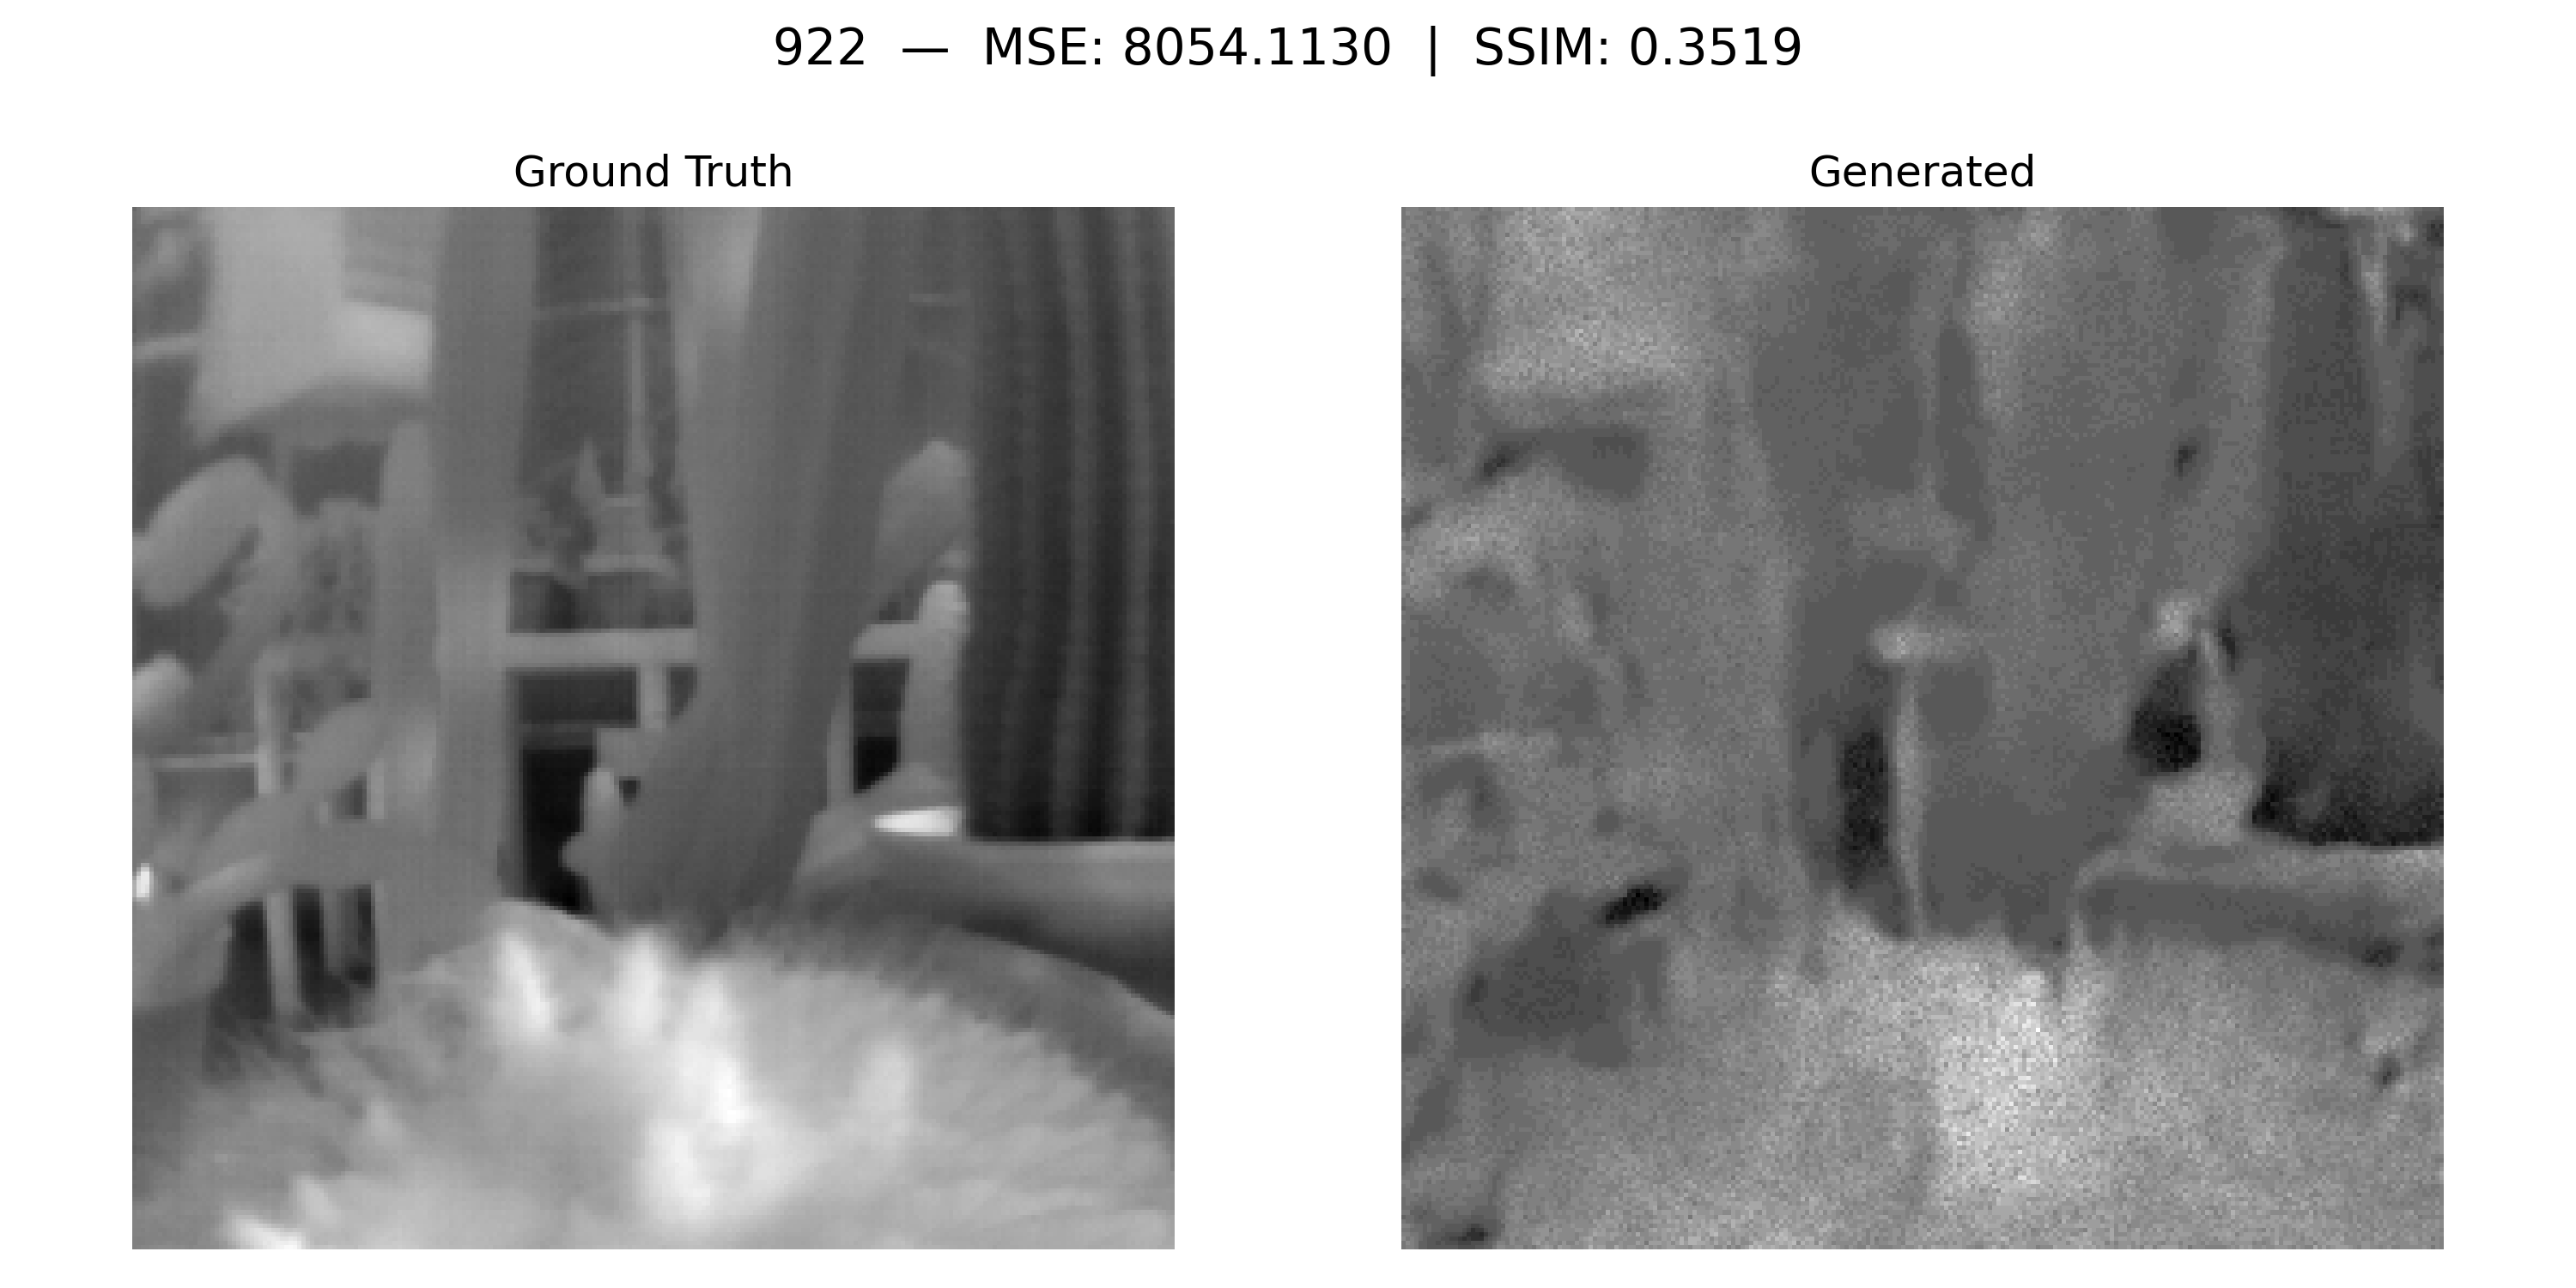 922 — MSE: 8054.1130 | SSIM: 0.3519
Ground Truth
Generated